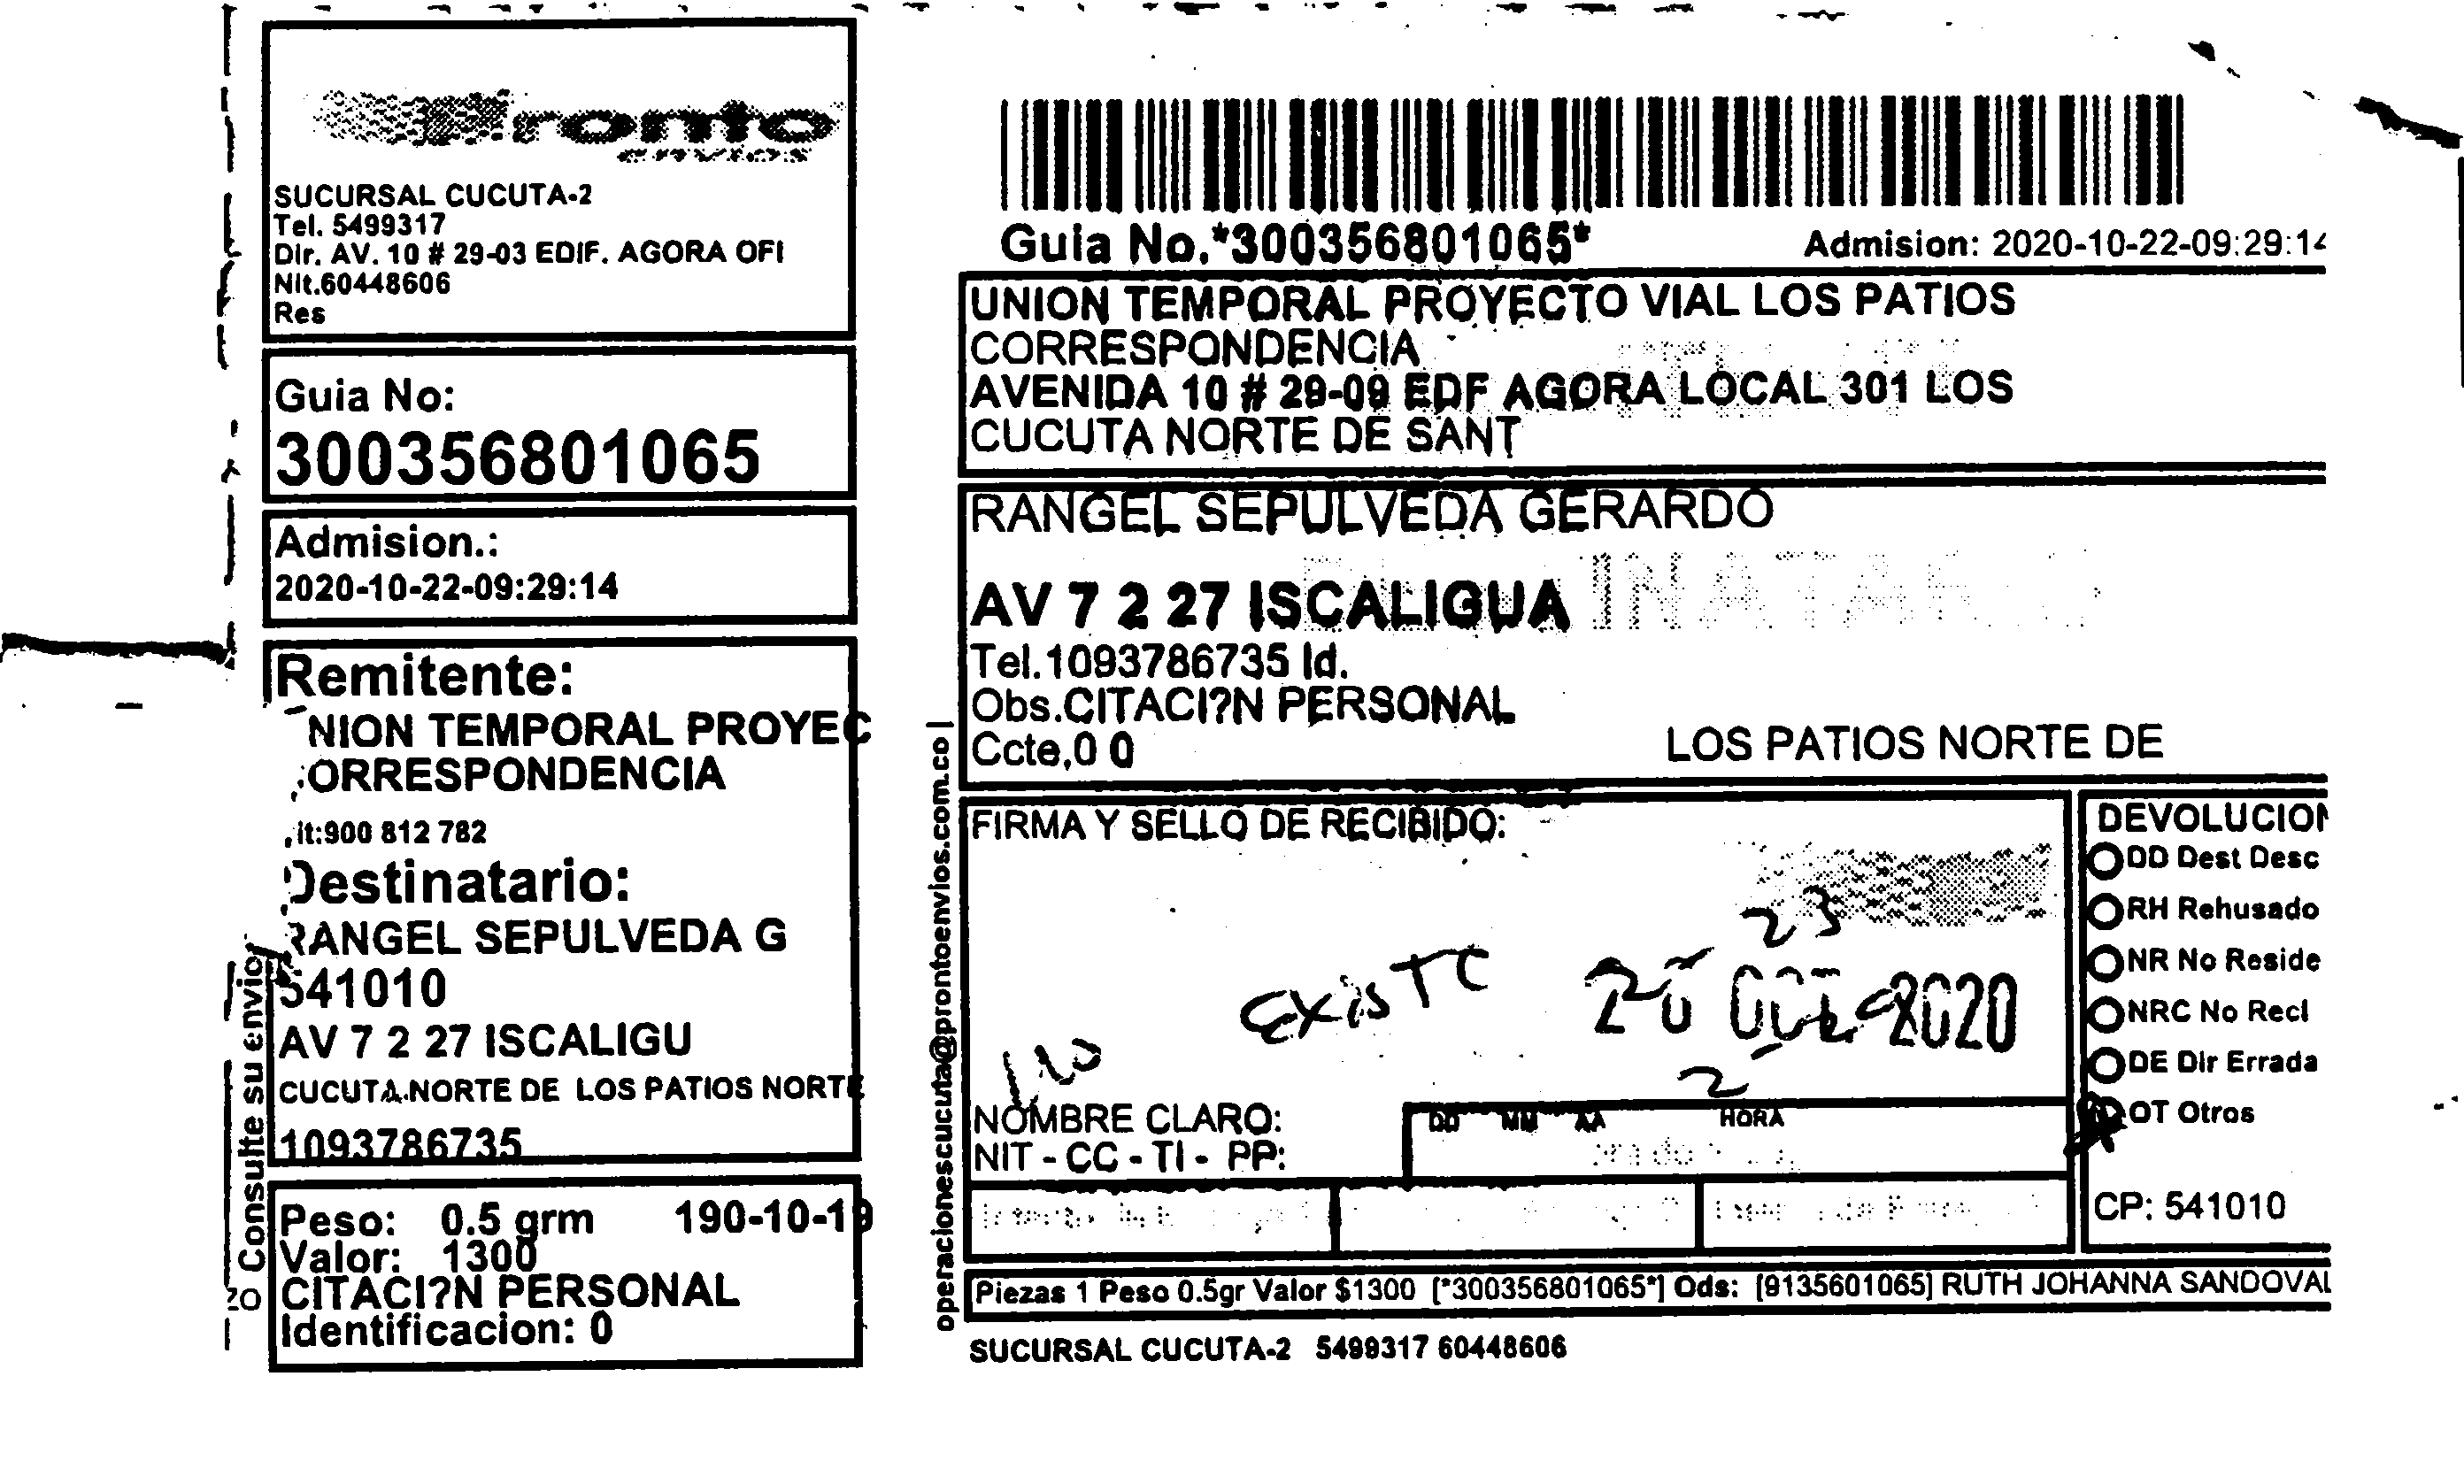 Pronto
envios
SUCURSAL CUCUTA-2
Tel. 5499317
Dir. AV. 10 # 29-03 EDIF. AGORA OFI
Nit.60448606
Res
Guia No:
300356801065
Admision.:
2020-10-22-09:29:14
Remitente:
NION TEMPORAL PROYEC
ORRESPONDENCIA
it:900 812 782
Destinatario:
RANGEL SEPULVEDA G
541010
AV 7 2 27 ISCALIGU
CUCUTA.NORTE DE LOS PATIOS NORTE
1093786735
Peso: 0.5 grm 190-10-19
Valor: 1300
CITACI?N PERSONAL
Identificacion: 0
Consulte su envio
operacionescucuta@prontoenvios.com.co |
Guia No.*300356801065*
Admision: 2020-10-22-09:29:14
UNION TEMPORAL PROYECTO VIAL LOS PATIOS
CORRESPONDENCIA
AVENIDA 10 # 29-09 EDF AGORA LOCAL 301 LOS
CUCUTA NORTE DE SANT
RANGEL SEPULVEDA GERARDO
AV 7 2 27 ISCALIGUA
Tel.1093786735 Id.
Obs.CITACI?N PERSONAL
Ccte,0 0
LOS PATIOS NORTE DE
FIRMA Y SELLO DE RECIBIDO:
23
no existe
OCT 2020
2
NOMBRE CLARO:
NIT - CC - TI - PP:
DD MM AA HORA
DEVOLUCION
DD Dest Desc
RH Rehusado
NR No Reside
NRC No Recl
DE Dir Errada
OT Otros
CP: 541010
Piezas 1 Peso 0.5gr Valor $1300 [*300356801065*] Ods: [9135601065] RUTH JOHANNA SANDOVAL
SUCURSAL CUCUTA-2 5499317 60448606